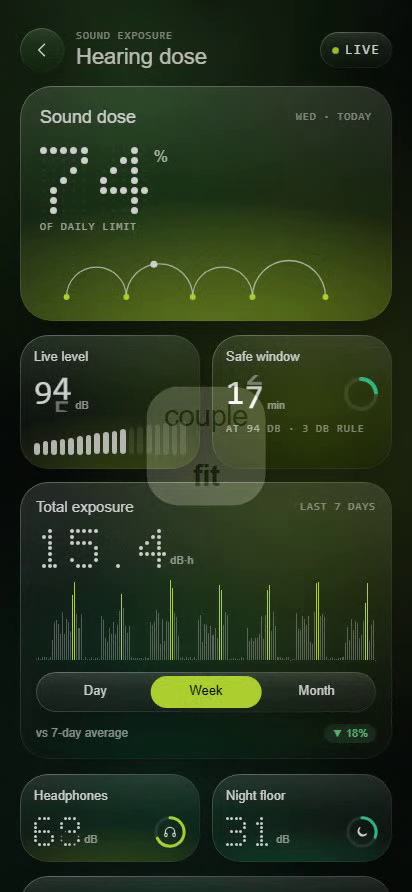 SOUND EXPOSURE
Hearing dose
LIVE
Sound dose
WED · TODAY
74 %
OF DAILY LIMIT
Live level
94 dB
Safe window
17 min
AT 94 DB · 3 DB RULE
couple
fit
Total exposure
LAST 7 DAYS
15.4 dB·h
Day
Week
Month
vs 7-day average
▼ 18%
Headphones
dB
Night floor
31 dB